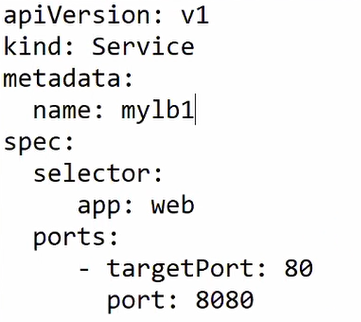 apiVersion: v1
kind: Service
metadata:
  name: mylb1
spec:
  selector:
     app: web
  ports:
     - targetPort: 80
       port: 8080